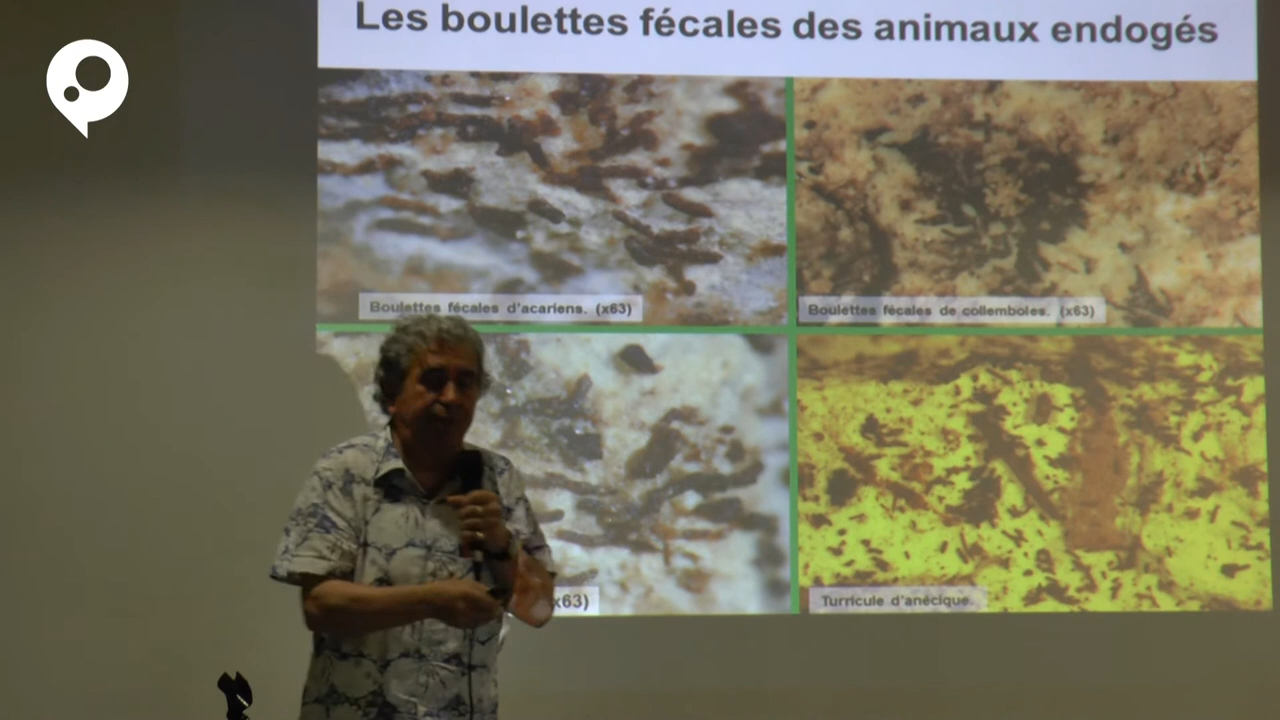 Les boulettes fécales des animaux endogés
Boulettes fécales d'acariens. (x63)
Boulettes fécales de collemboles. (x63)
x63)
Turricule d'anécique.